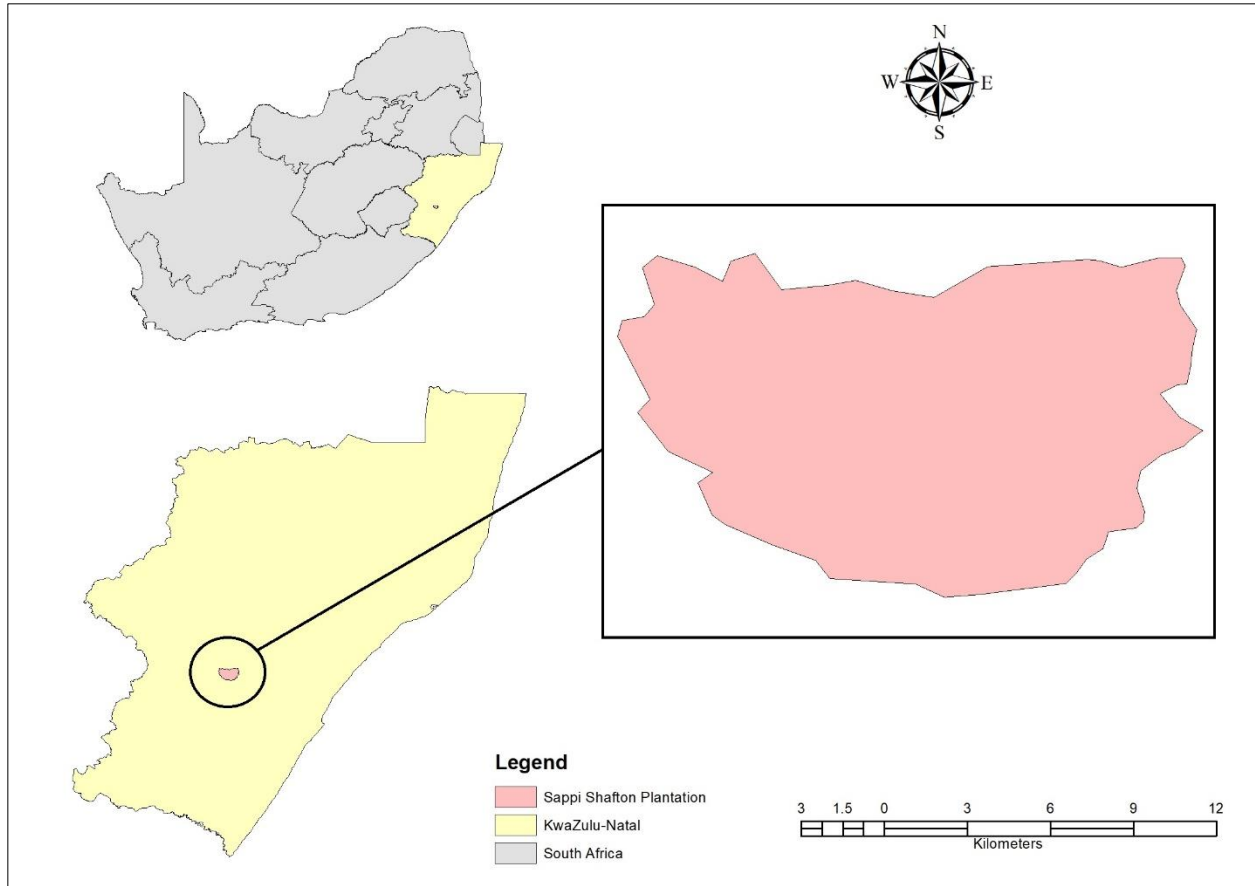 N
W E
S
Legend
Sappi Shafton Plantation
KwaZulu-Natal
South Africa
3 1.5 0 3 6 9 12
Kilometers